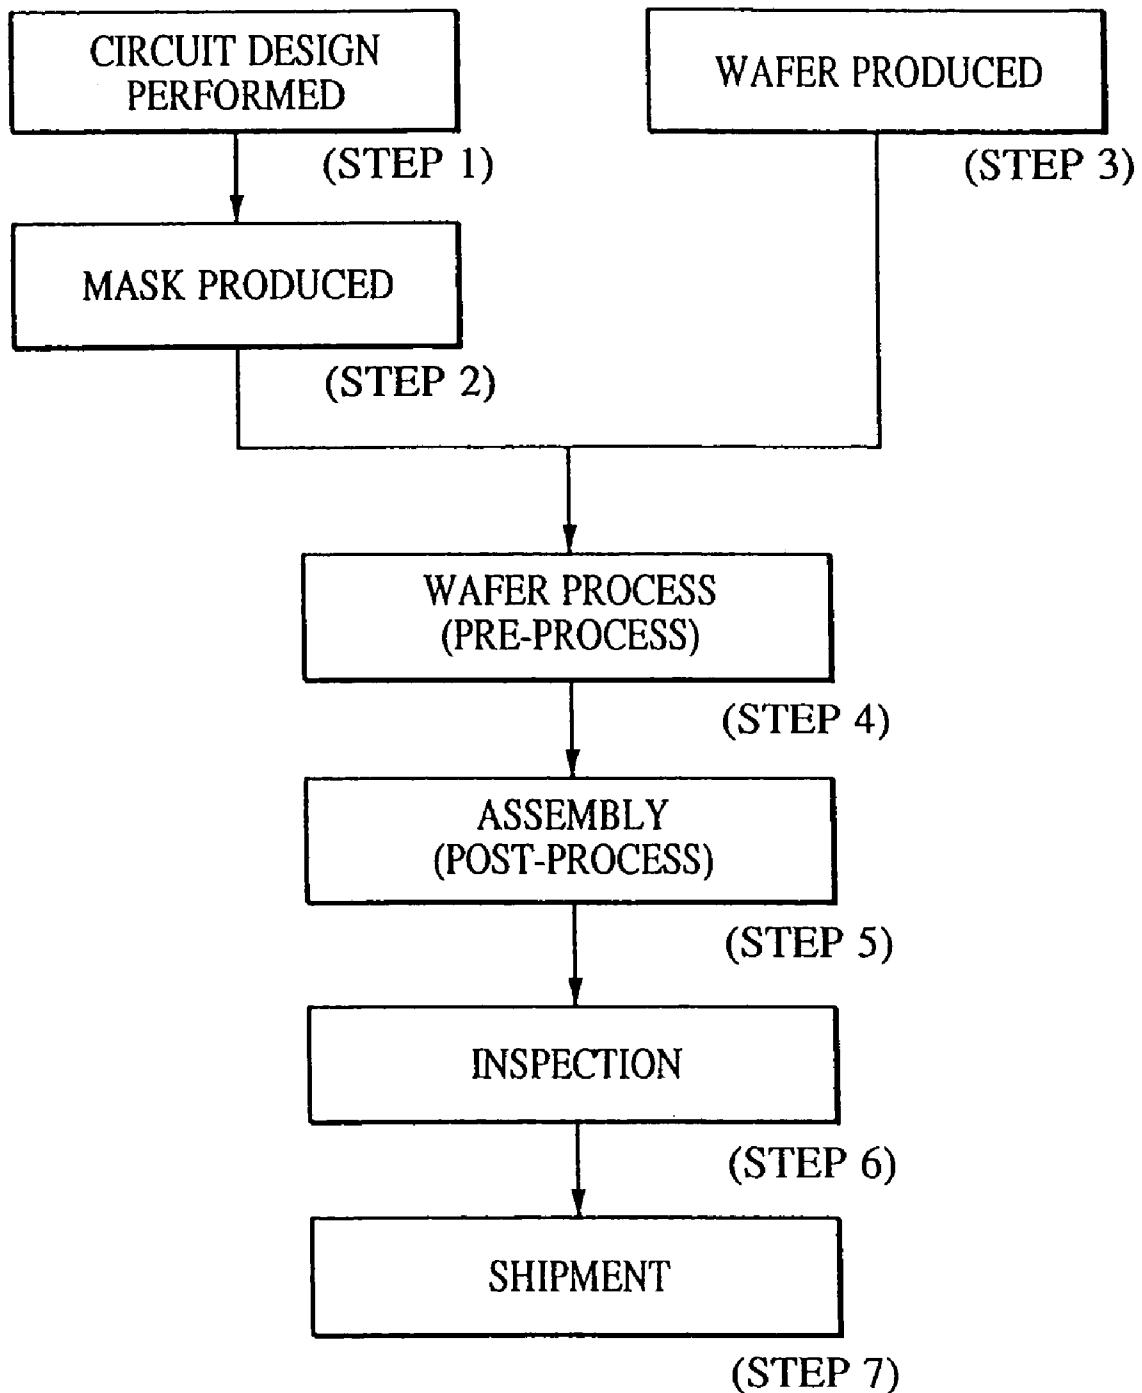 CIRCUIT DESIGN
PERFORMED
(STEP 1)
WAFER PRODUCED
(STEP 3)
MASK PRODUCED
(STEP 2)
WAFER PROCESS
(PRE-PROCESS)
(STEP 4)
ASSEMBLY
(POST-PROCESS)
(STEP 5)
INSPECTION
(STEP 6)
SHIPMENT
(STEP 7)